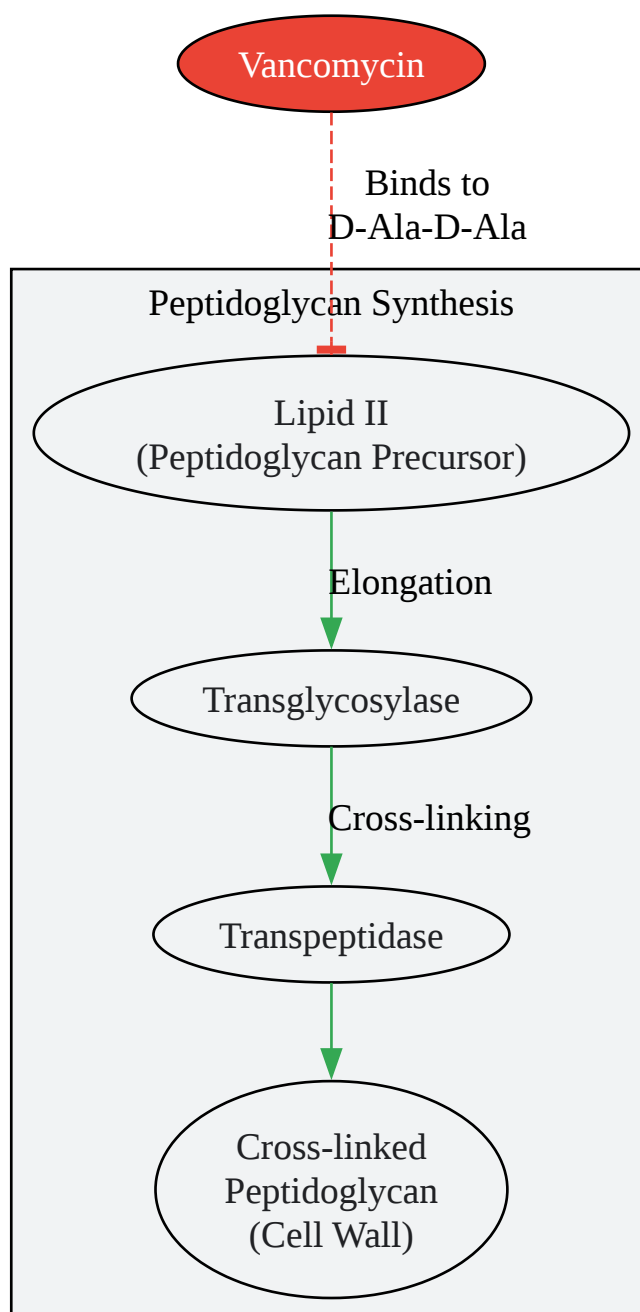 Vancomycin
Binds to
D-Ala-D-Ala
Peptidoglycan Synthesis
Lipid II
(Peptidoglycan Precursor)
Elongation
Transglycosylase
Cross-linking
Transpeptidase
Cross-linked
Peptidoglycan
(Cell Wall)